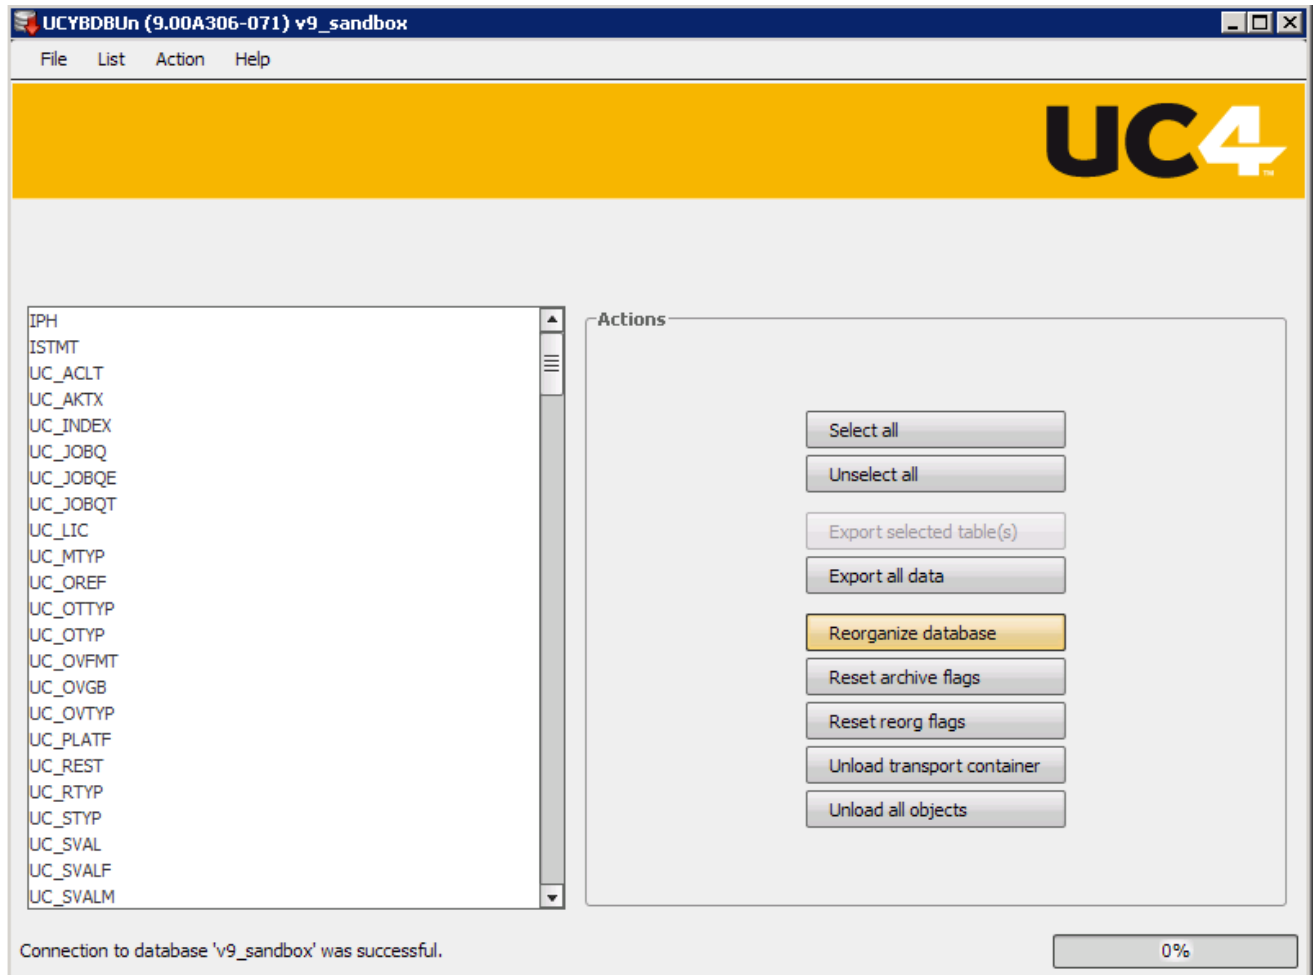 UCYBDBUn (9.00A306-071) v9_sandbox
File List Action Help
UC4
TM
IPH
ISTMT
UC_ACLT
UC_AKTX
UC_INDEX
UC_JOBQ
UC_JOBQE
UC_JOBQT
UC_LIC
UC_MTYP
UC_OREF
UC_OTTYP
UC_OTYP
UC_OVFMT
UC_OVGB
UC_OVTYP
UC_PLATF
UC_REST
UC_RTYP
UC_STYP
UC_SVAL
UC_SVALF
UC_SVALM
Actions
Select all
Unselect all
Export selected table(s)
Export all data
Reorganize database
Reset archive flags
Reset reorg flags
Unload transport container
Unload all objects
Connection to database 'v9_sandbox' was successful.
0%